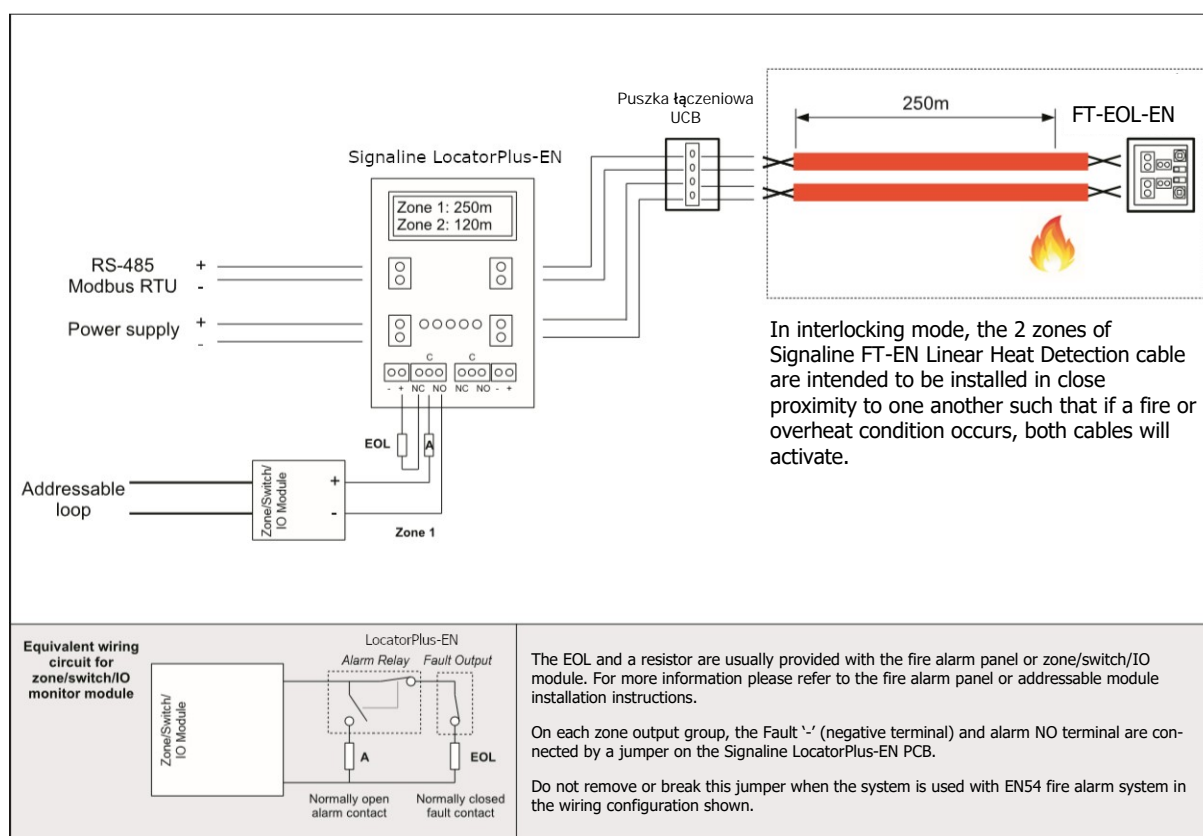 Puszka łączeniowa
UCB
250m
FT-EOL-EN
Signaline LocatorPlus-EN
Zone 1: 250m
Zone 2: 120m
RS-485
Modbus RTU
+
-
Power supply
+
-
C
C
- + NC NO NC NO - +
EOL
A
Addressable
loop
Zone/Switch/
IO Module
+
-
Zone 1
In interlocking mode, the 2 zones of
Signaline FT-EN Linear Heat Detection cable
are intended to be installed in close
proximity to one another such that if a fire or
overheat condition occurs, both cables will
activate.
Equivalent wiring
circuit for
zone/switch/IO
monitor module
Zone/Switch/
IO Module
LocatorPlus-EN
Alarm Relay Fault Output
A
EOL
Normally open
alarm contact
Normally closed
fault contact
The EOL and a resistor are usually provided with the fire alarm panel or zone/switch/IO
module. For more information please refer to the fire alarm panel or addressable module
installation instructions.
On each zone output group, the Fault ‘-’ (negative terminal) and alarm NO terminal are con-
nected by a jumper on the Signaline LocatorPlus-EN PCB.
Do not remove or break this jumper when the system is used with EN54 fire alarm system in
the wiring configuration shown.